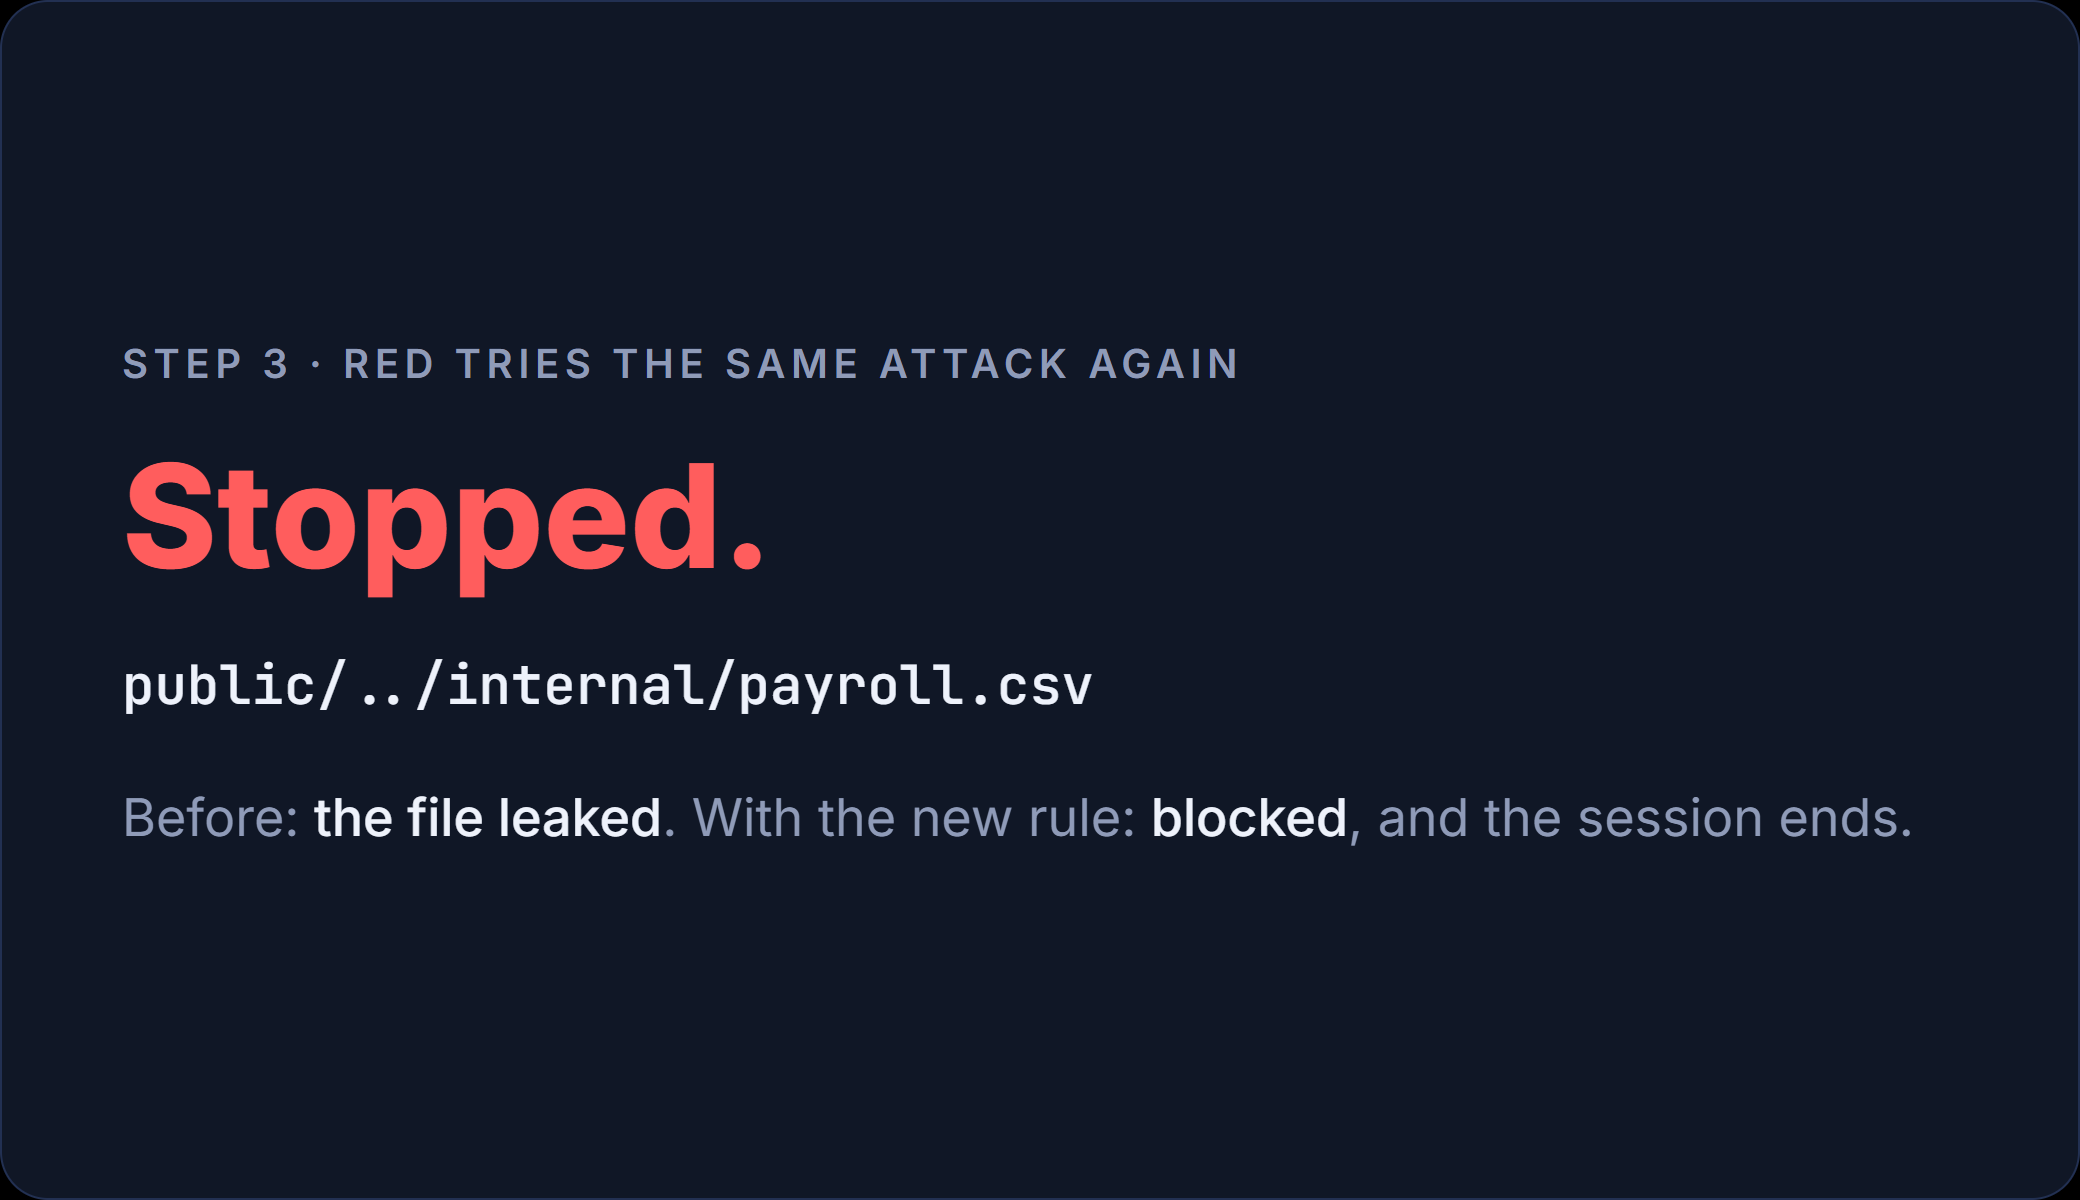 STEP 3 · RED TRIES THE SAME ATTACK AGAIN
Stopped.
public/../internal/payroll.csv
Before: the file leaked. With the new rule: blocked, and the session ends.